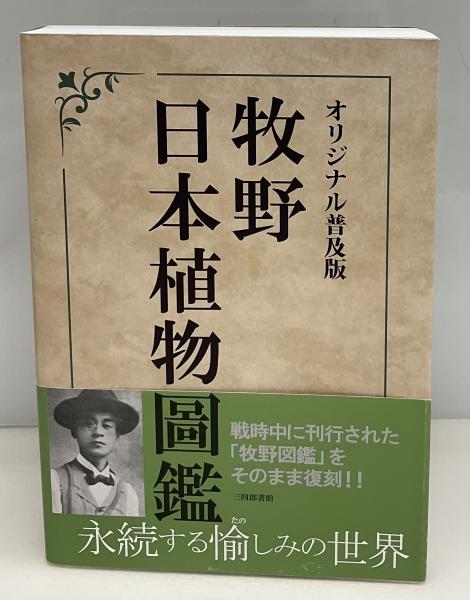 オリジナル普及版
牧野
日本植物圖鑑
戦時中に刊行された
「牧野図鑑」を
そのまま復刻!!
三四郎書館
永続する愉しみの世界
たの